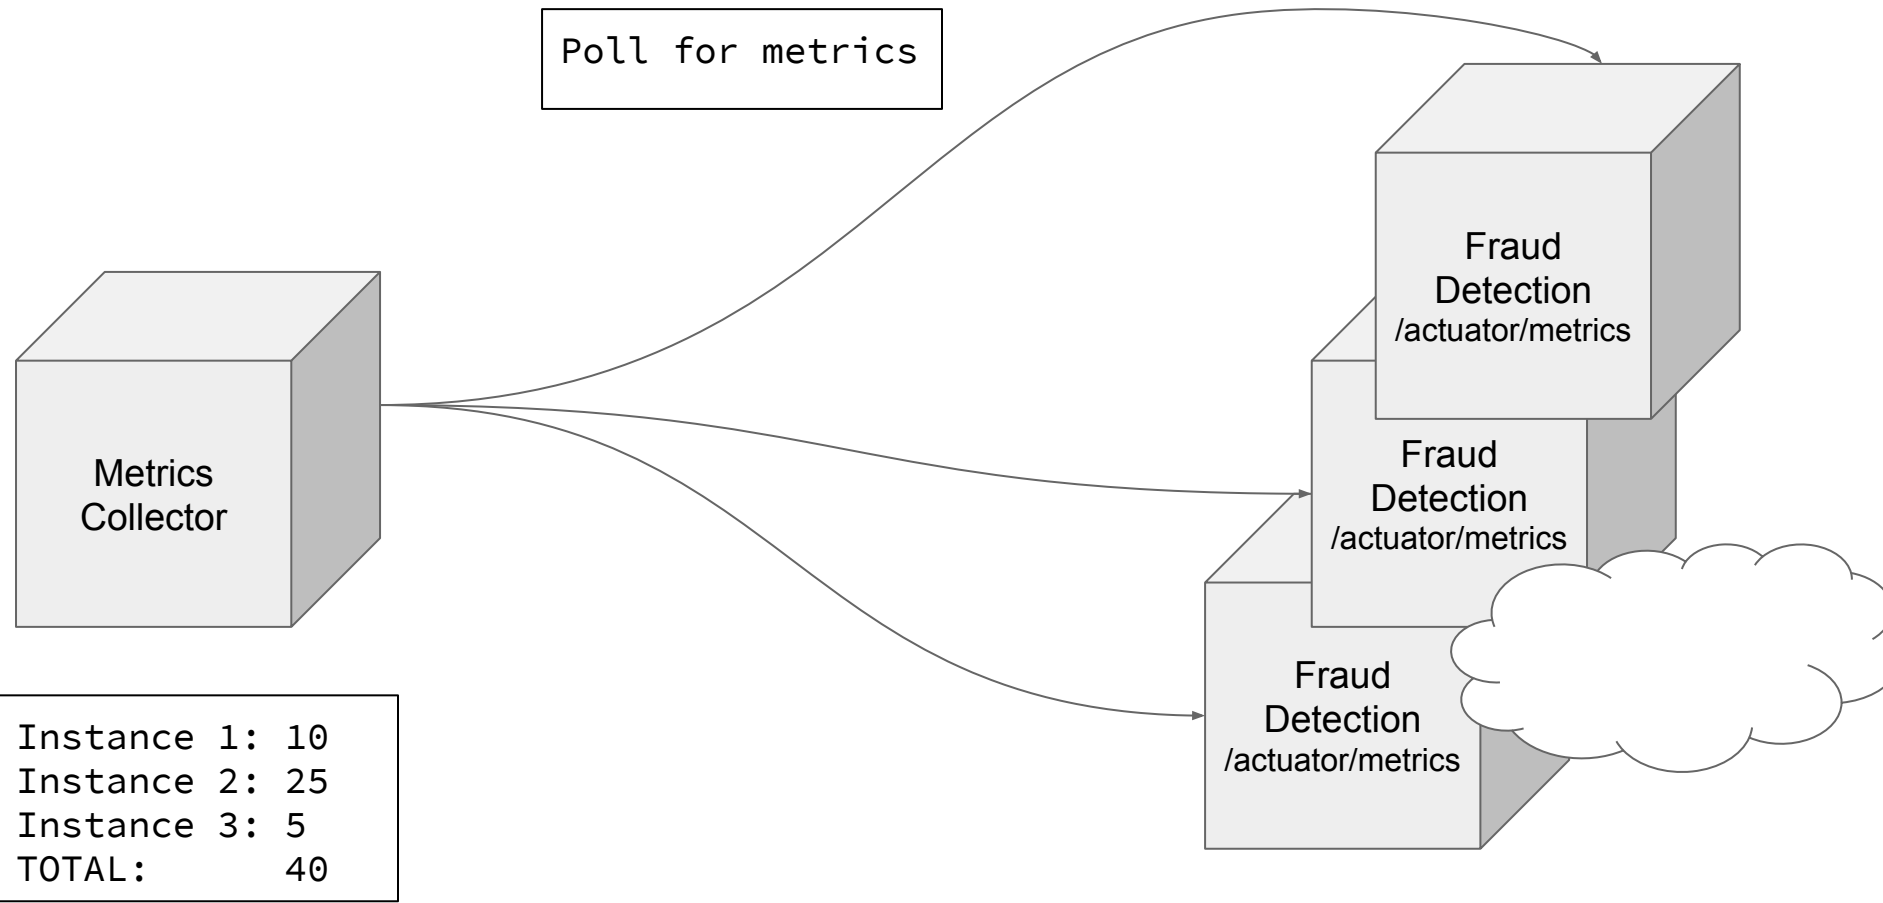 Poll for metrics
Fraud
Detection
/actuator/metrics
Metrics
Collector
Fraud
Detection
/actuator/metrics
Fraud
Detection
/actuator/metrics
Instance 1: 10
Instance 2: 25
Instance 3: 5
TOTAL: 40